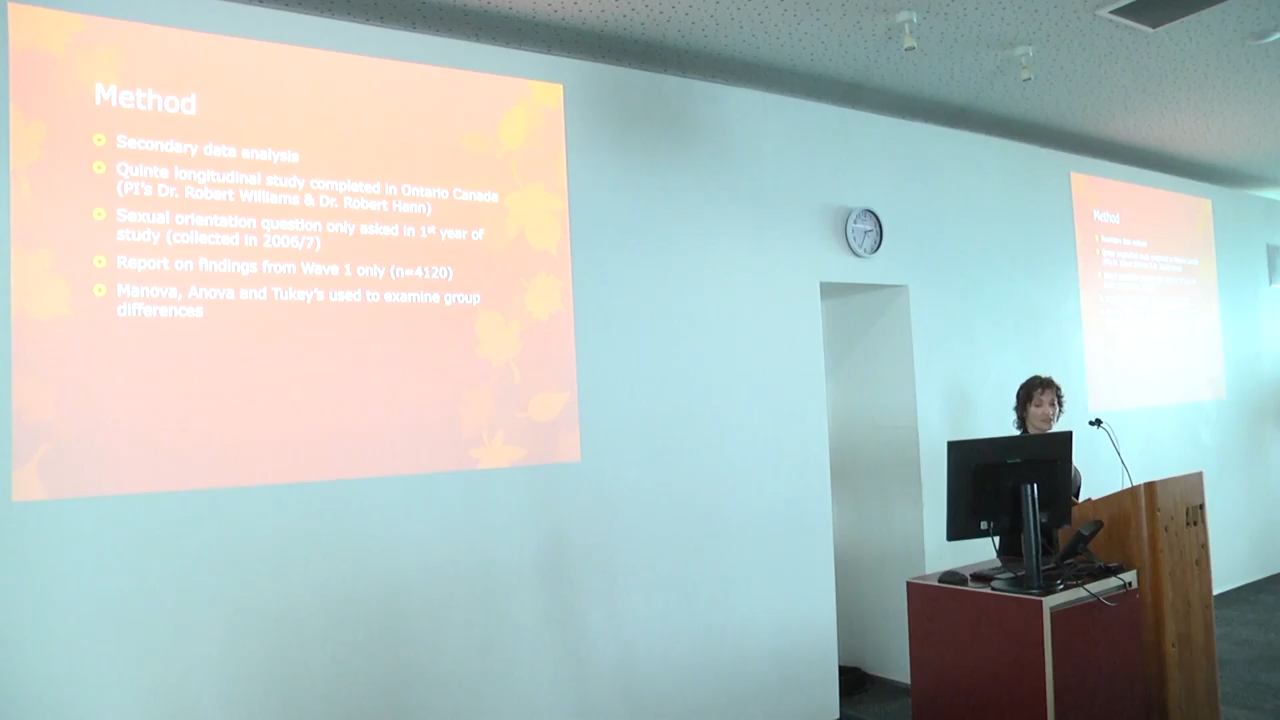 Method
Secondary data analysis
Quinte longitudinal study completed in Ontario Canada
(PI's Dr. Robert Williams & Dr. Robert Hann)
Sexual orientation question only asked in 1st year of
study (collected in 2006/7)
Report on findings from Wave 1 only (n=4120)
Manova, Anova and Tukey's used to examine group
differences
Method